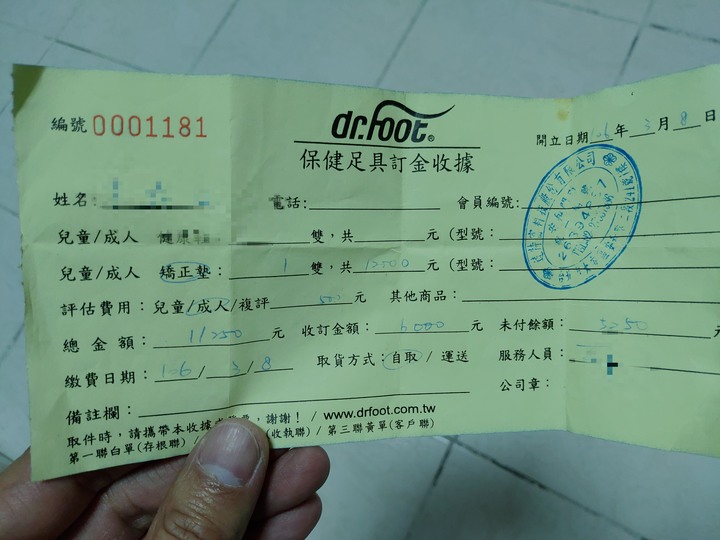 編號 0001181
dr.foot®
保健足具訂金收據
開立日期 106 年 3 月 8 日
姓名 電話: 會員編號:
兒童/成人 健康鞋 雙,共 元 (型號:
兒童/成人 矯正墊: 1 雙,共 元 (型號:
評估費用:兒童/成人/複評 元 其他商品:
總金額: 11250 元 收訂金額: 6000 元 未付餘額: 5250 元
繳費日期: 106 / 3 / 8 取貨方式:自取 / 運送 服務人員:
公司章:
備註欄:
取件時,請攜帶本收據 ,謝謝! / www.drfoot.com.tw
第一聯白單(存根聯) / (收執聯) / 第三聯黃單(客戶聯)